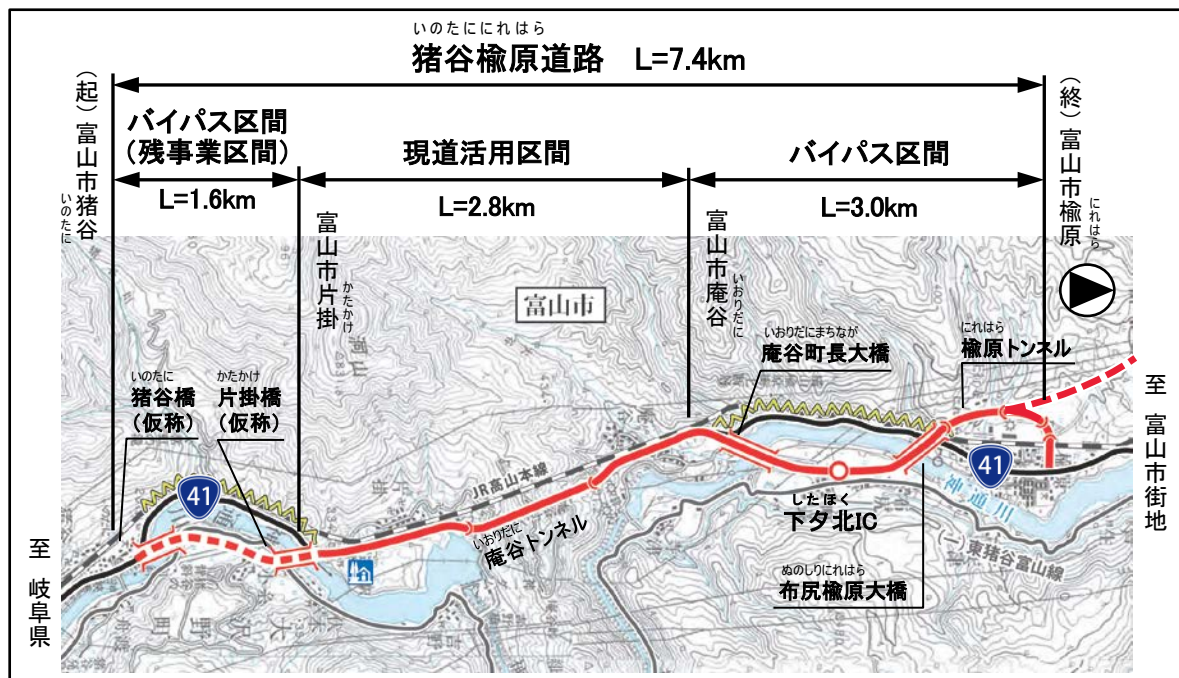 いのたににれはら
猪谷楡原道路 L=7.4km
(起)富山市猪谷
いのたに
バイパス区間
(残事業区間)
L=1.6km
現道活用区間
L=2.8km
バイパス区間
L=3.0km
(終)富山市楡原
にれはら
富山市片掛
かたかけ
富山市庵谷
いおりだに
富山市
いのたに
猪谷橋
(仮称)
かたかけ
片掛橋
(仮称)
いおりだにまちなが
庵谷町長大橋
にれはら
楡原トンネル
至 富山市街地
41
JR高山本線
いおりだに
庵谷トンネル
したほく
下タ北IC
41
神通川
(一)東猪谷富山線
ぬのしりにれはら
布尻楡原大橋
至 岐阜県